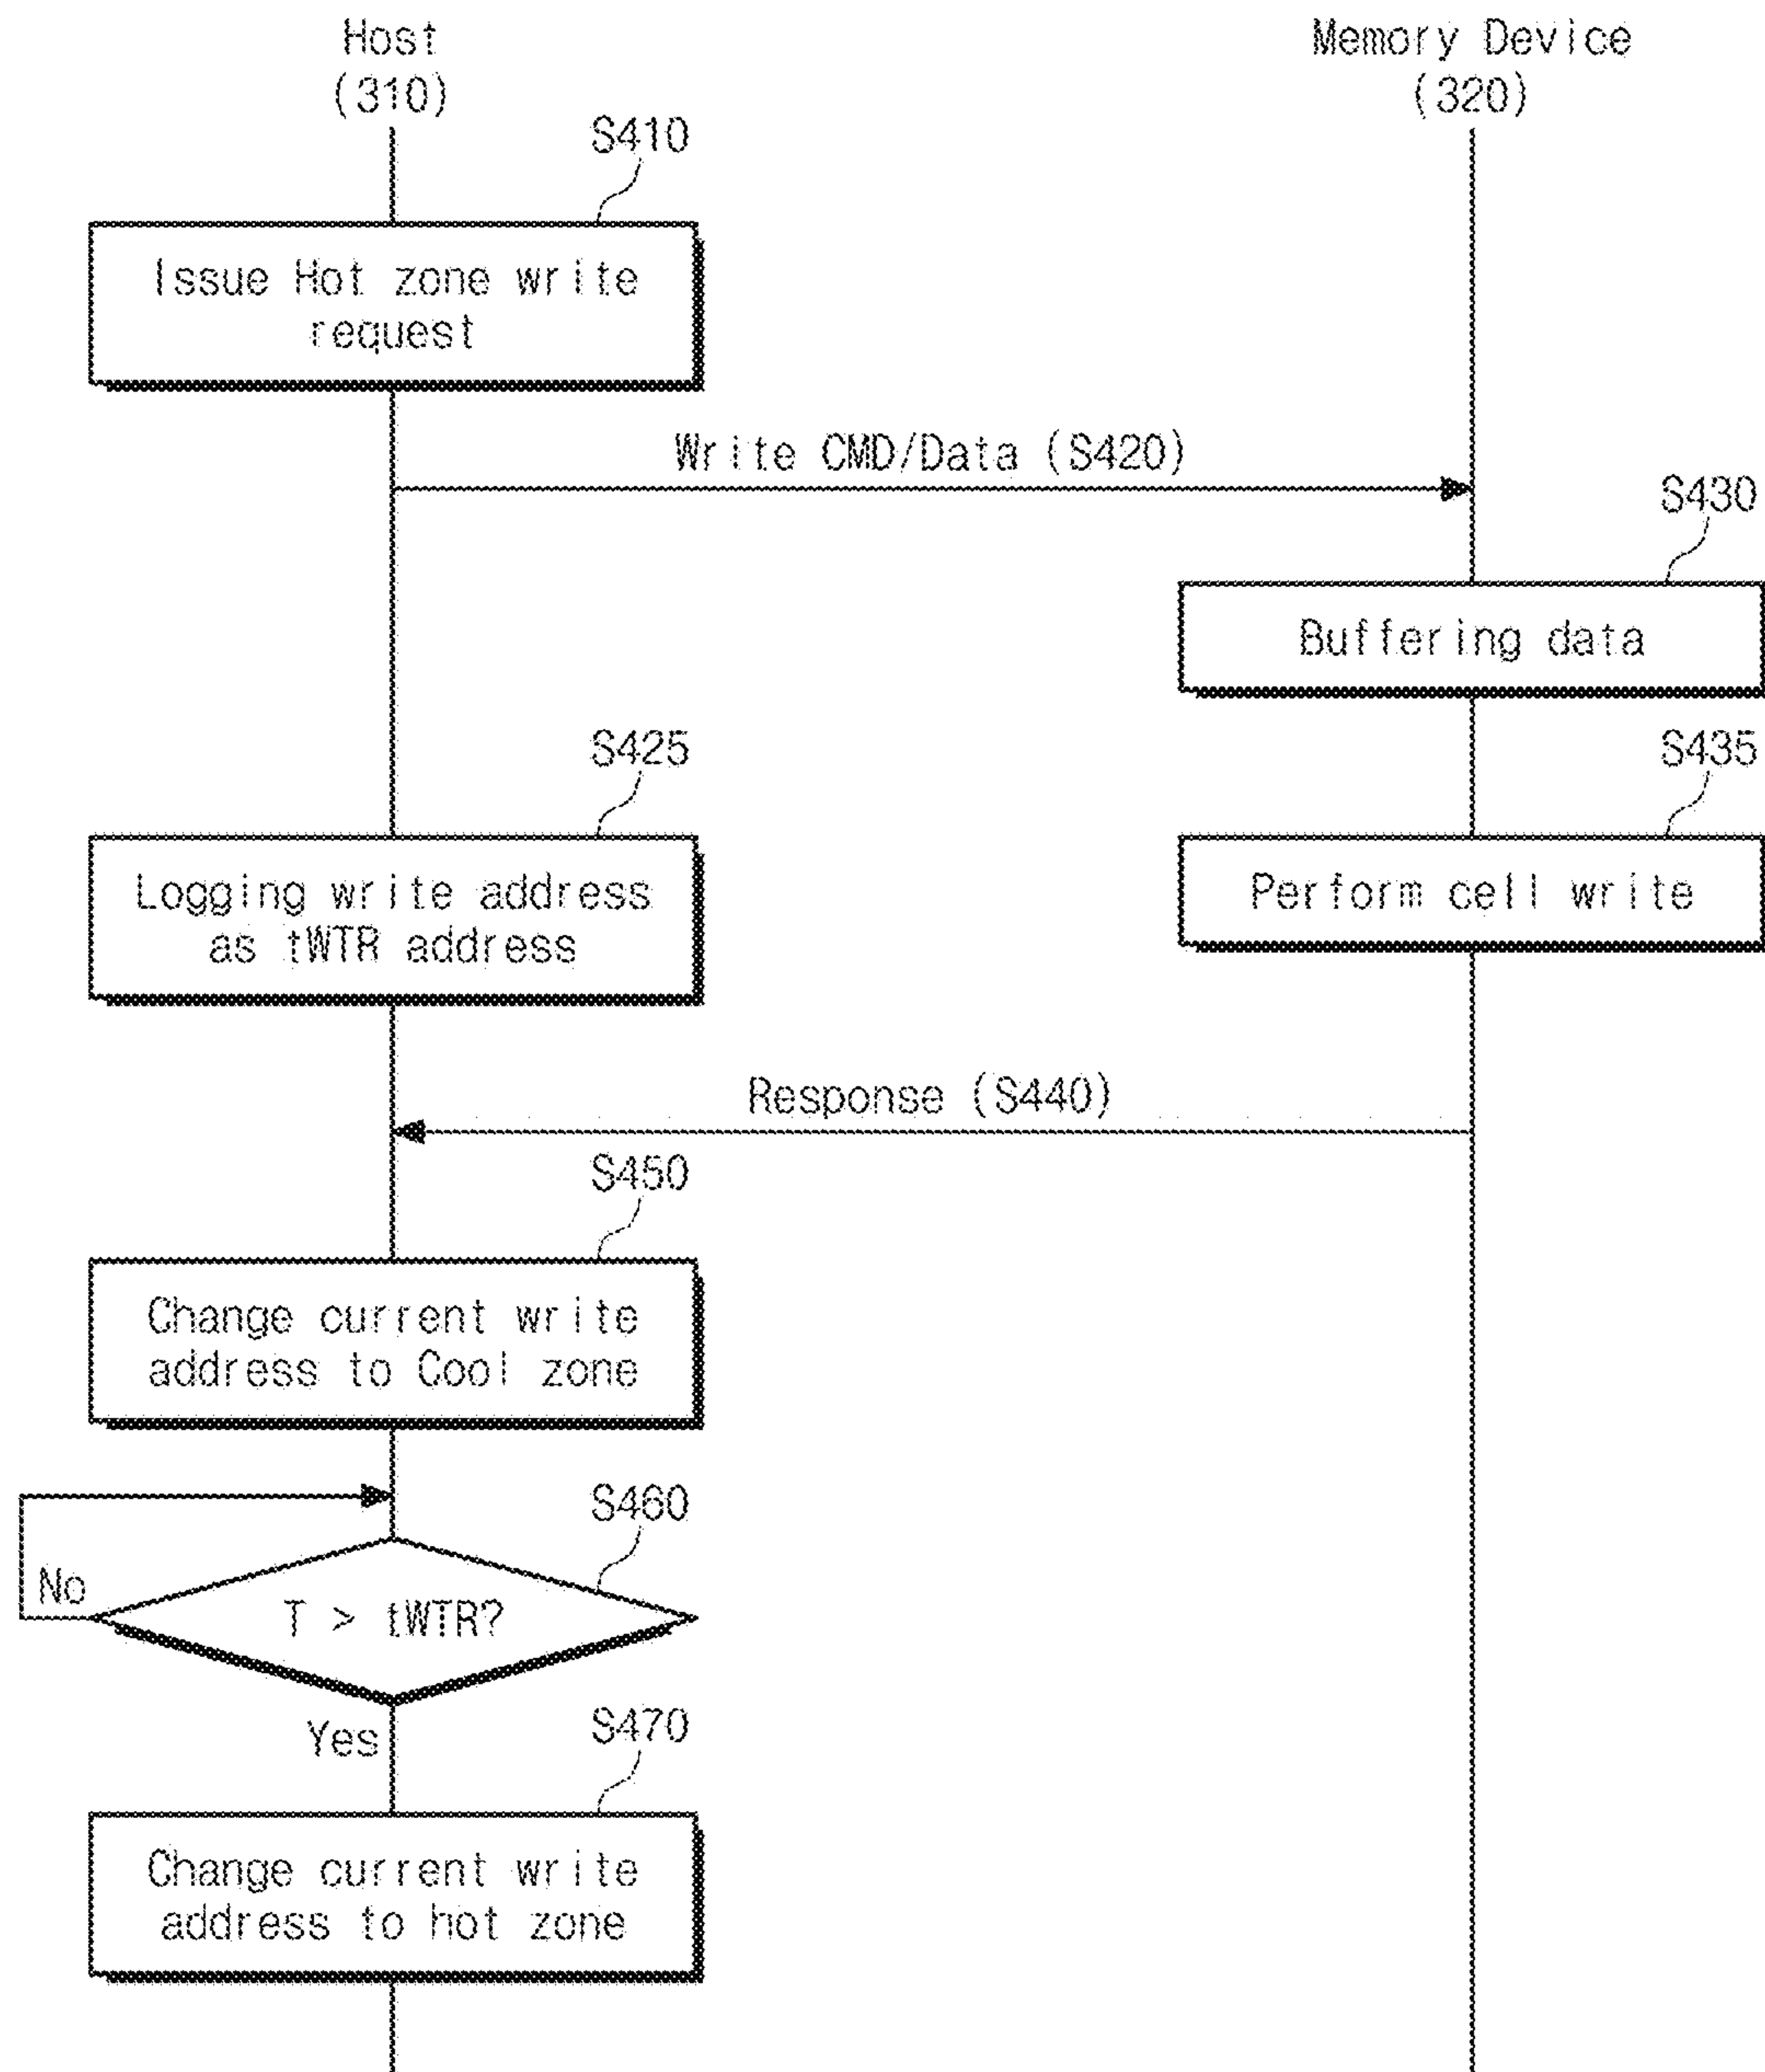 Host
(310)
Memory Device
(320)
S410
Issue Hot zone write
request
Write CMD/Data (S420)
S430
Buffering data
S425
S435
Logging write address
as tWTR address
Perform cell write
Response (S440)
S450
Change current write
address to Cool zone
S460
No
T > tWTR?
Yes
S470
Change current write
address to hot zone